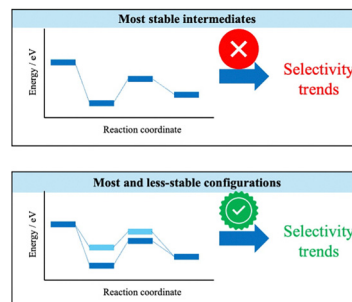 Most stable intermediates
Energy / eV
Selectivity
trends
Reaction coordinate
Most and less-stable configurations
Energy / eV
Selectivity
trends
Reaction coordinate